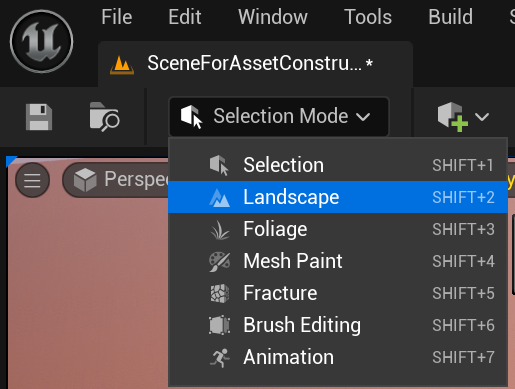 File Edit Window Tools Build
SceneForAssetConstru...*
Selection Mode
Perspe
Selection SHIFT+1
Landscape SHIFT+2
Foliage SHIFT+3
Mesh Paint SHIFT+4
Fracture SHIFT+5
Brush Editing SHIFT+6
Animation SHIFT+7